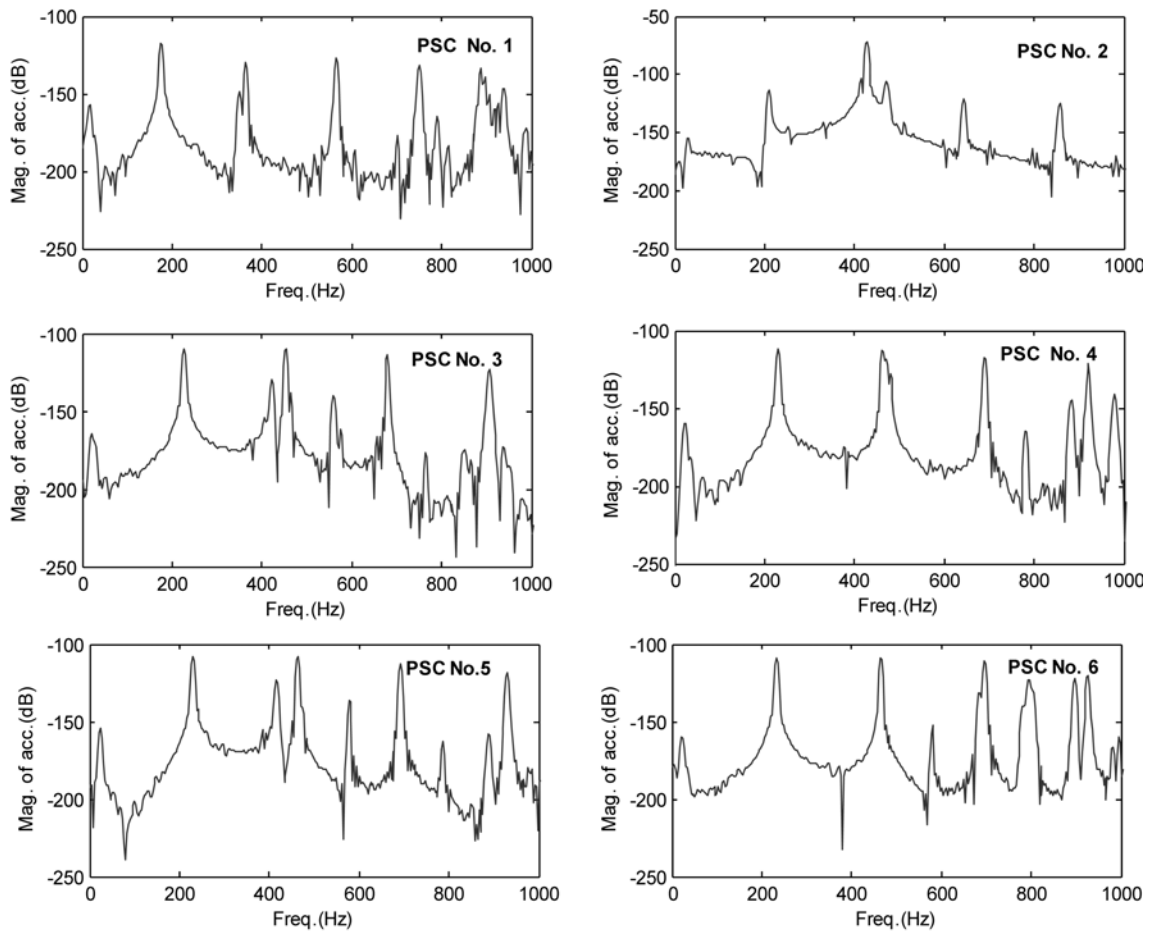 PSC No. 1
Mag. of acc.(dB)
-100
-150
-200
-250
0 200 400 600 800 1000
Freq.(Hz)
PSC No. 2
Mag. of acc.(dB)
-50
-100
-150
-200
-250
0 200 400 600 800 1000
Freq.(Hz)
PSC No. 3
Mag. of acc.(dB)
-100
-150
-200
-250
0 200 400 600 800 1000
Freq.(Hz)
PSC No. 4
Mag. of acc.(dB)
-100
-150
-200
-250
0 200 400 600 800 1000
Freq.(Hz)
PSC No.5
Mag. of acc.(dB)
-100
-150
-200
-250
0 200 400 600 800 1000
Freq.(Hz)
PSC No. 6
Mag. of acc.(dB)
-100
-150
-200
-250
0 200 400 600 800 1000
Freq.(Hz)